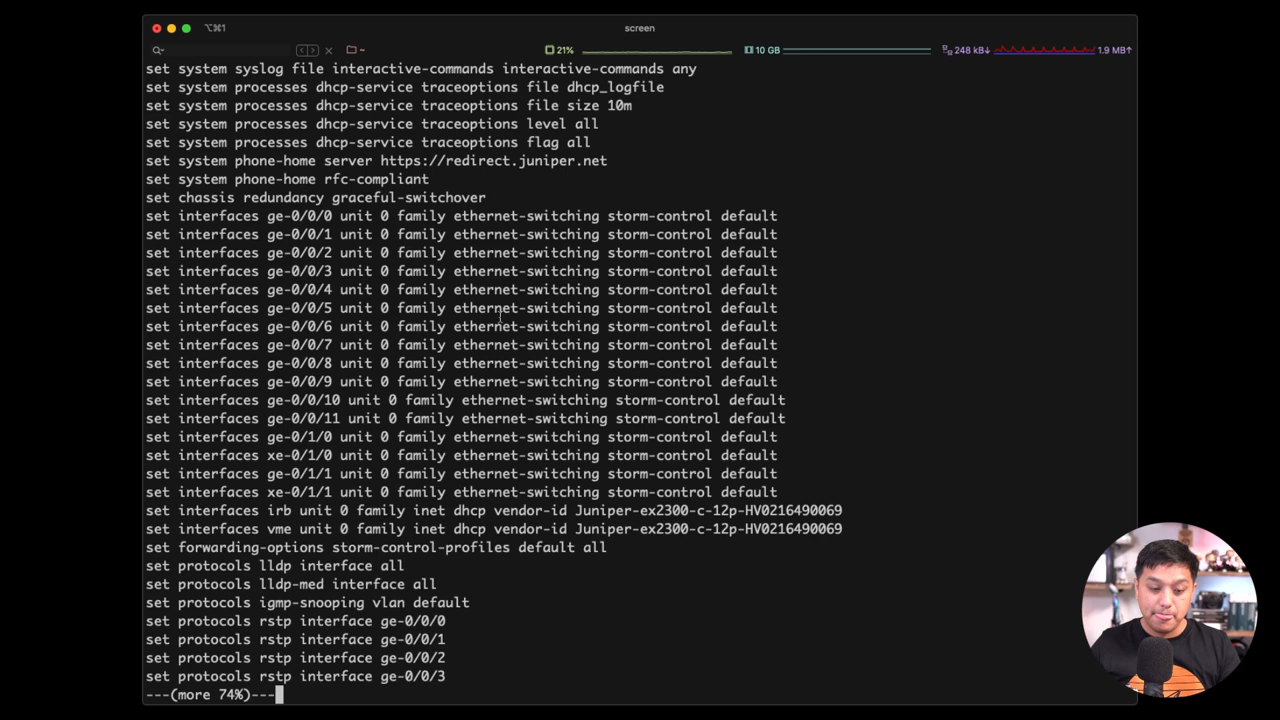 ⌥⌘1
screen
~
21%
10 GB
248 kB↓
1.9 MB↑
set system syslog file interactive-commands interactive-commands any
set system processes dhcp-service traceoptions file dhcp_logfile
set system processes dhcp-service traceoptions file size 10m
set system processes dhcp-service traceoptions level all
set system processes dhcp-service traceoptions flag all
set system phone-home server https://redirect.juniper.net
set system phone-home rfc-compliant
set chassis redundancy graceful-switchover
set interfaces ge-0/0/0 unit 0 family ethernet-switching storm-control default
set interfaces ge-0/0/1 unit 0 family ethernet-switching storm-control default
set interfaces ge-0/0/2 unit 0 family ethernet-switching storm-control default
set interfaces ge-0/0/3 unit 0 family ethernet-switching storm-control default
set interfaces ge-0/0/4 unit 0 family ethernet-switching storm-control default
set interfaces ge-0/0/5 unit 0 family ethernet-switching storm-control default
set interfaces ge-0/0/6 unit 0 family ethernet-switching storm-control default
set interfaces ge-0/0/7 unit 0 family ethernet-switching storm-control default
set interfaces ge-0/0/8 unit 0 family ethernet-switching storm-control default
set interfaces ge-0/0/9 unit 0 family ethernet-switching storm-control default
set interfaces ge-0/0/10 unit 0 family ethernet-switching storm-control default
set interfaces ge-0/0/11 unit 0 family ethernet-switching storm-control default
set interfaces ge-0/1/0 unit 0 family ethernet-switching storm-control default
set interfaces xe-0/1/0 unit 0 family ethernet-switching storm-control default
set interfaces ge-0/1/1 unit 0 family ethernet-switching storm-control default
set interfaces xe-0/1/1 unit 0 family ethernet-switching storm-control default
set interfaces irb unit 0 family inet dhcp vendor-id Juniper-ex2300-c-12p-HV0216490069
set interfaces vme unit 0 family inet dhcp vendor-id Juniper-ex2300-c-12p-HV0216490069
set forwarding-options storm-control-profiles default all
set protocols lldp interface all
set protocols lldp-med interface all
set protocols igmp-snooping vlan default
set protocols rstp interface ge-0/0/0
set protocols rstp interface ge-0/0/1
set protocols rstp interface ge-0/0/2
set protocols rstp interface ge-0/0/3
---(more 74%)---